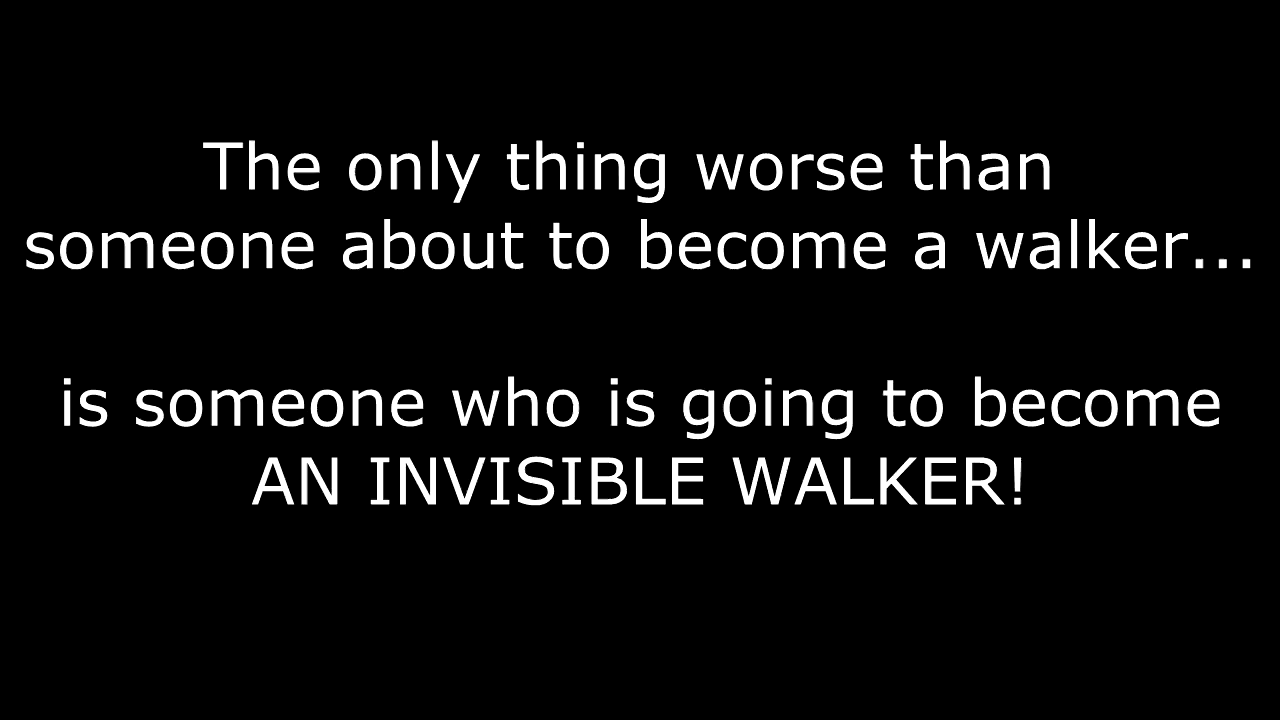 The only thing worse than
someone about to become a walker...
is someone who is going to become
AN INVISIBLE WALKER!